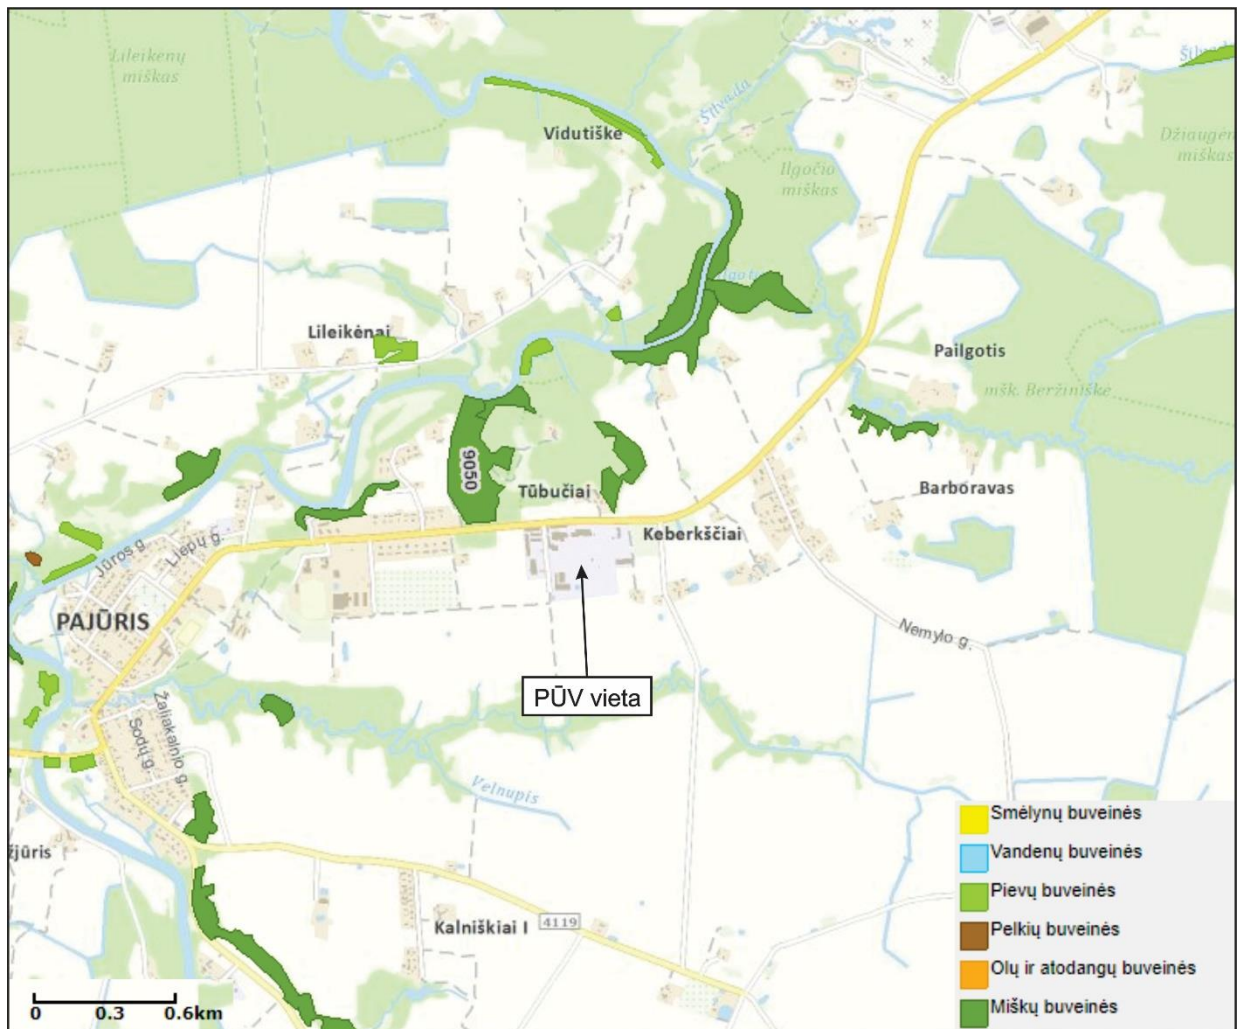 Lileikėnų
miškas
Šilvada
Vidutiškė
Ilgočio
miškas
Džiaugėn
miškas
Lileikėnai
Pailgotis
mšk. Beržiniškė
9050
Tūbučiai
Barboravas
Keberkščiai
Jūros g.
Liepų g.
PAJŪRIS
Nemylo g.
PŪV vieta
Žaliakalnio g.
Sodų g.
Velnupis
žjūris
Kalniškiai I
4119
Smėlynų buveinės
Vandenų buveinės
Pievų buveinės
Pelkių buveinės
Olų ir atodangų buveinės
Miškų buveinės
0 0.3 0.6km